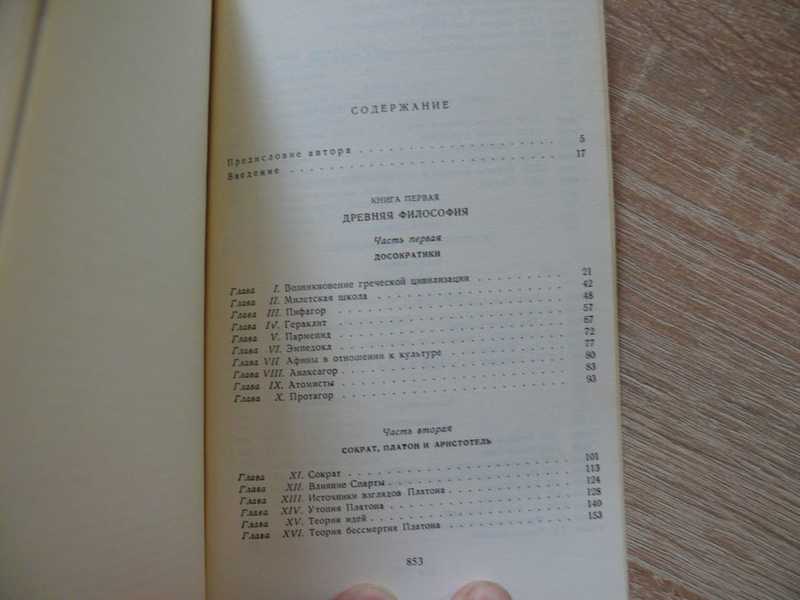 СОДЕРЖАНИЕ
Предисловие автора . . . . . . . . . . . . . . . . . 5
Введение . . . . . . . . . . . . . . . . . . . . . . 17
КНИГА ПЕРВАЯ
ДРЕВНЯЯ ФИЛОСОФИЯ
Часть первая
ДОСОКРАТИКИ
Глава I. Возникновение греческой цивилизации . . . . . . . . 21
Глава II. Милетская школа . . . . . . . . . . . . . . . . 42
Глава III. Пифагор . . . . . . . . . . . . . . . . . . . 48
Глава IV. Гераклит . . . . . . . . . . . . . . . . . . . 57
Глава V. Парменид . . . . . . . . . . . . . . . . . . . 67
Глава VI. Эмпедокл . . . . . . . . . . . . . . . . . . . 72
Глава VII Афины в отношении к культуре . . . . . . . . . . 77
Глава VIII. Анаксагор . . . . . . . . . . . . . . . . . . 80
Глава IX. Атомисты . . . . . . . . . . . . . . . . . . . 83
Глава X. Протагор . . . . . . . . . . . . . . . . . . . 93
Часть вторая
СОКРАТ, ПЛАТОН И АРИСТОТЕЛЬ
Глава XI. Сократ . . . . . . . . . . . . . . . . . . . . 101
Глава XII. Влияние Спарты . . . . . . . . . . . . . . . . 113
Глава XIII. Источники взглядов Платона . . . . . . . . . . 124
Глава XIV. Утопия Платона . . . . . . . . . . . . . . . . 128
Глава XV. Теория идей . . . . . . . . . . . . . . . . . . 140
Глава XVI. Теория бессмертия Платона . . . . . . . . . . . 153
853